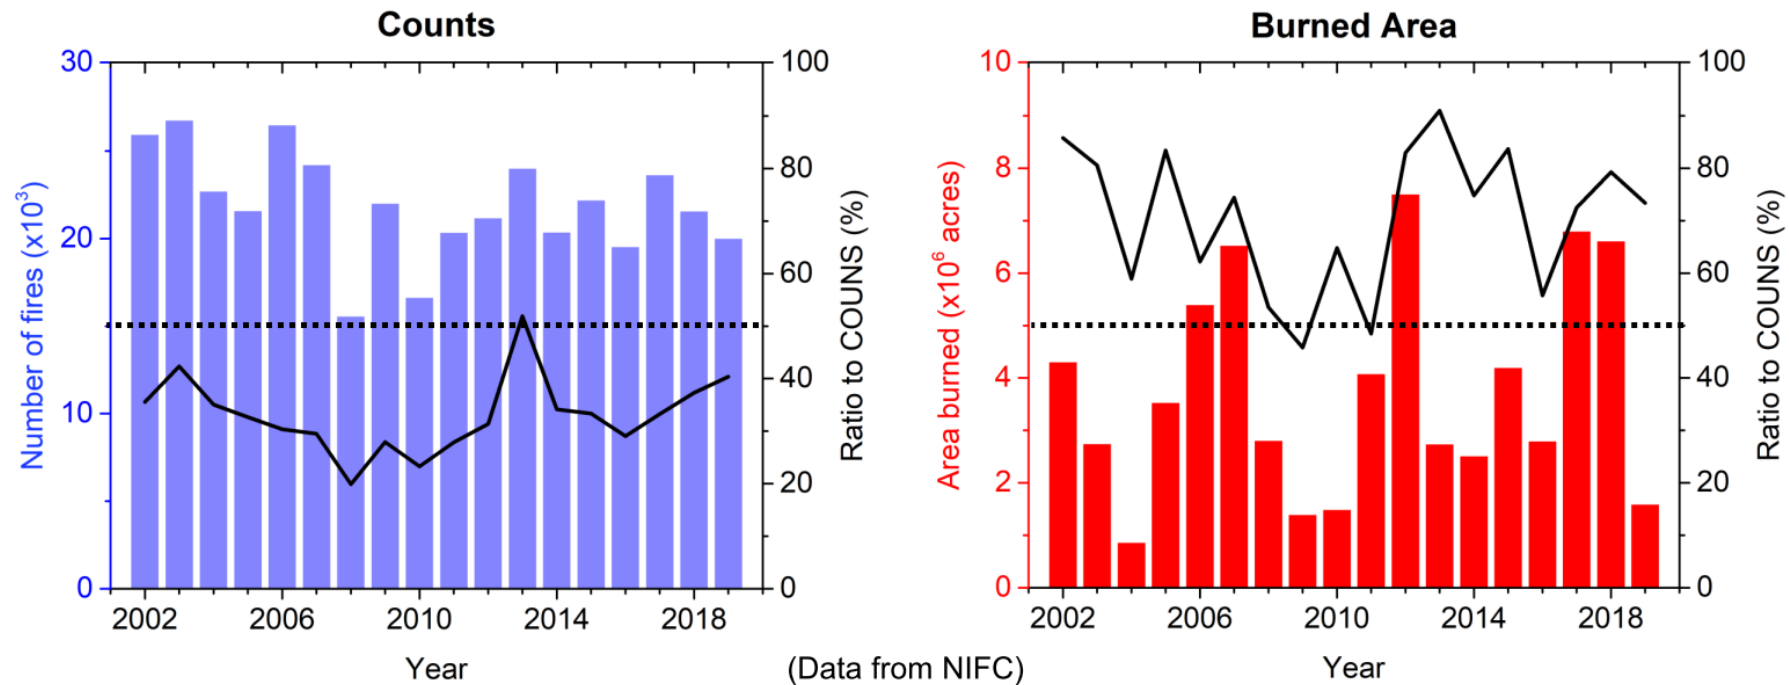 Counts
Number of fires (x10³)
30
20
10
0
100
80
60
40
20
0
Ratio to COUNS (%)
2002 2006 2010 2014 2018
Year
Burned Area
Area burned (x10⁶ acres)
10
8
6
4
2
0
100
80
60
40
20
0
Ratio to COUNS (%)
2002 2006 2010 2014 2018
Year
(Data from NIFC)